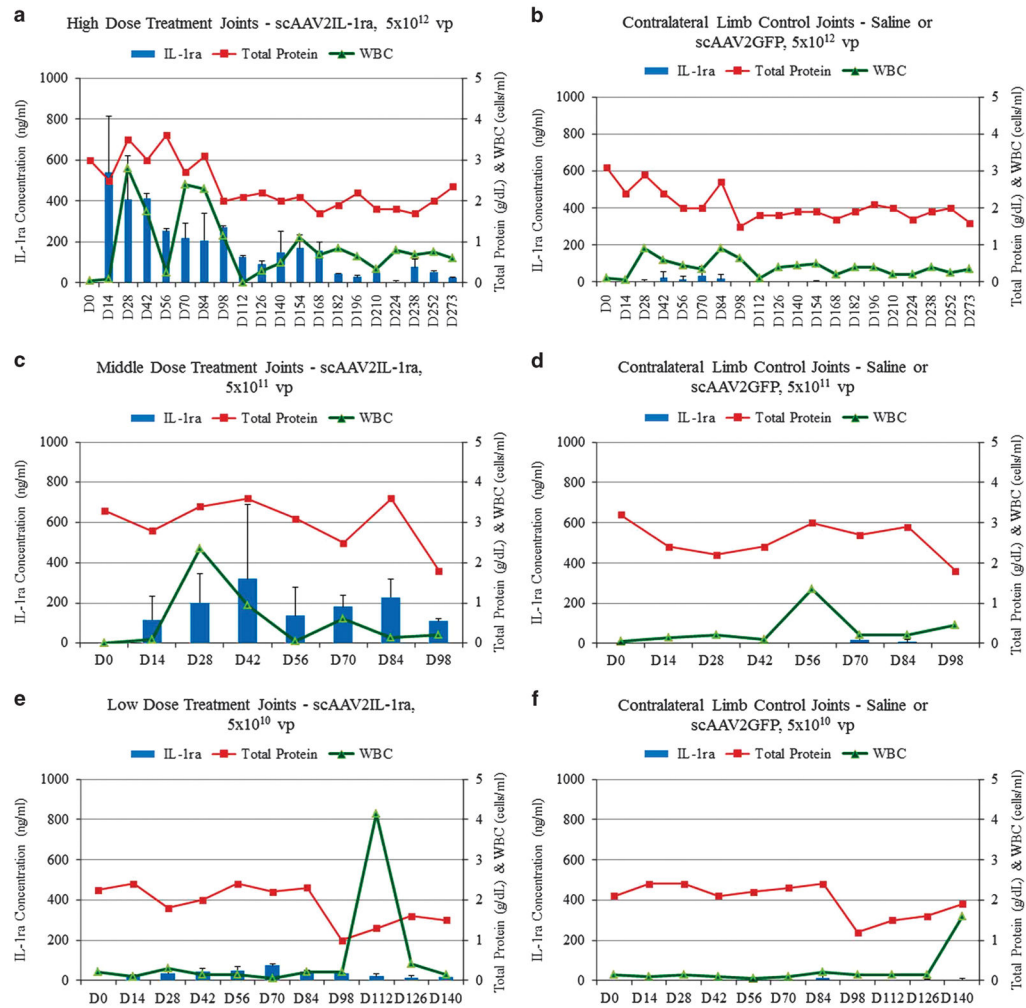 a
High Dose Treatment Joints - scAAV2IL-1ra, 5x10¹² vp
IL-1ra Total Protein WBC
IL-1ra Concentration (ng/ml)
1000
800
600
400
200
0
Total Protein (g/dL) & WBC (cells/ml)
5
4
3
2
1
0
D0 D14 D28 D42 D56 D70 D84 D98 D112 D126 D140 D154 D168 D182 D196 D210 D224 D238 D252 D273
b
Contralateral Limb Control Joints - Saline or
scAAV2GFP, 5x10¹² vp
IL-1ra Total Protein WBC
IL-1ra Concentration (ng/ml)
1000
800
600
400
200
0
Total Protein (g/dL) & WBC (cells/ml)
5
4
3
2
1
0
D0 D14 D28 D42 D56 D70 D84 D98 D112 D126 D140 D154 D168 D182 D196 D210 D224 D238 D252 D273
c
Middle Dose Treatment Joints - scAAV2IL-1ra,
5x10¹¹ vp
IL-1ra Total Protein WBC
IL-1ra Concentration (ng/ml)
1000
800
600
400
200
0
Total Protein (g/dL) & WBC (cells/ml)
5
4
3
2
1
0
D0 D14 D28 D42 D56 D70 D84 D98
d
Contralateral Limb Control Joints - Saline or
scAAV2GFP, 5x10¹¹ vp
IL-1ra Total Protein WBC
IL-1ra Concentration (ng/ml)
1000
800
600
400
200
0
Total Protein (g/dL) & WBC (cells/ml)
5
4
3
2
1
0
D0 D14 D28 D42 D56 D70 D84 D98
e
Low Dose Treatment Joints - scAAV2IL-1ra,
5x10¹⁰ vp
IL-1ra Total Protein WBC
IL-1ra Concentration (ng/ml)
1000
800
600
400
200
0
Total Protein (g/dL) & WBC (cells/ml)
5
4
3
2
1
0
D0 D14 D28 D42 D56 D70 D84 D98 D112 D126 D140
f
Contralateral Limb Control Joints - Saline or
scAAV2GFP, 5x10¹⁰ vp
IL-1ra Total Protein WBC
IL-1ra Concentration (ng/ml)
1000
800
600
400
200
0
Total Protein (g/dL) & WBC (cells/ml)
5
4
3
2
1
0
D0 D14 D28 D42 D56 D70 D84 D98 D112 D126 D140